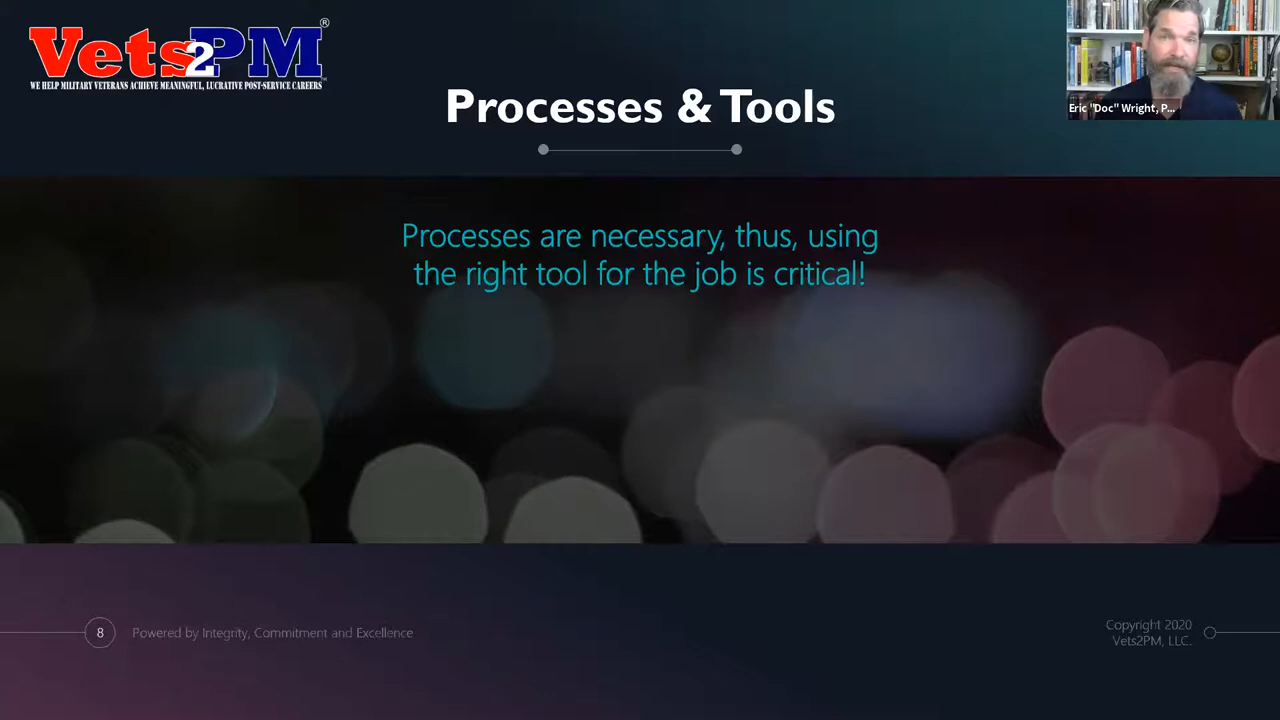 Vets2PM®
WE HELP MILITARY VETERANS ACHIEVE MEANINGFUL, LUCRATIVE POST-SERVICE CAREERS
Eric "Doc" Wright, P...
Processes & Tools
Processes are necessary, thus, using
the right tool for the job is critical!
8
Powered by Integrity, Commitment and Excellence
Copyright 2020
Vets2PM, LLC.